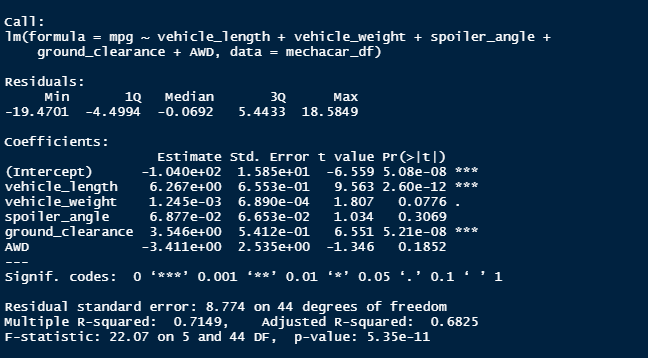 Call:
lm(formula = mpg ~ vehicle_length + vehicle_weight + spoiler_angle +
    ground_clearance + AWD, data = mechacar_df)

Residuals:
     Min       1Q   Median       3Q      Max
-19.4701  -4.4994  -0.0692   5.4433  18.5849

Coefficients:
                   Estimate Std. Error t value Pr(>|t|)
(Intercept)      -1.040e+02  1.585e+01  -6.559 5.08e-08 ***
vehicle_length    6.267e+00  6.553e-01   9.563 2.60e-12 ***
vehicle_weight    1.245e-03  6.890e-04   1.807   0.0776 .
spoiler_angle     6.877e-02  6.653e-02   1.034   0.3069
ground_clearance  3.546e+00  5.412e-01   6.551 5.21e-08 ***
AWD              -3.411e+00  2.535e+00  -1.346   0.1852
---
Signif. codes:  0 ‘***’ 0.001 ‘**’ 0.01 ‘*’ 0.05 ‘.’ 0.1 ‘ ’ 1

Residual standard error: 8.774 on 44 degrees of freedom
Multiple R-squared:  0.7149,    Adjusted R-squared:  0.6825
F-statistic: 22.07 on 5 and 44 DF,  p-value: 5.35e-11